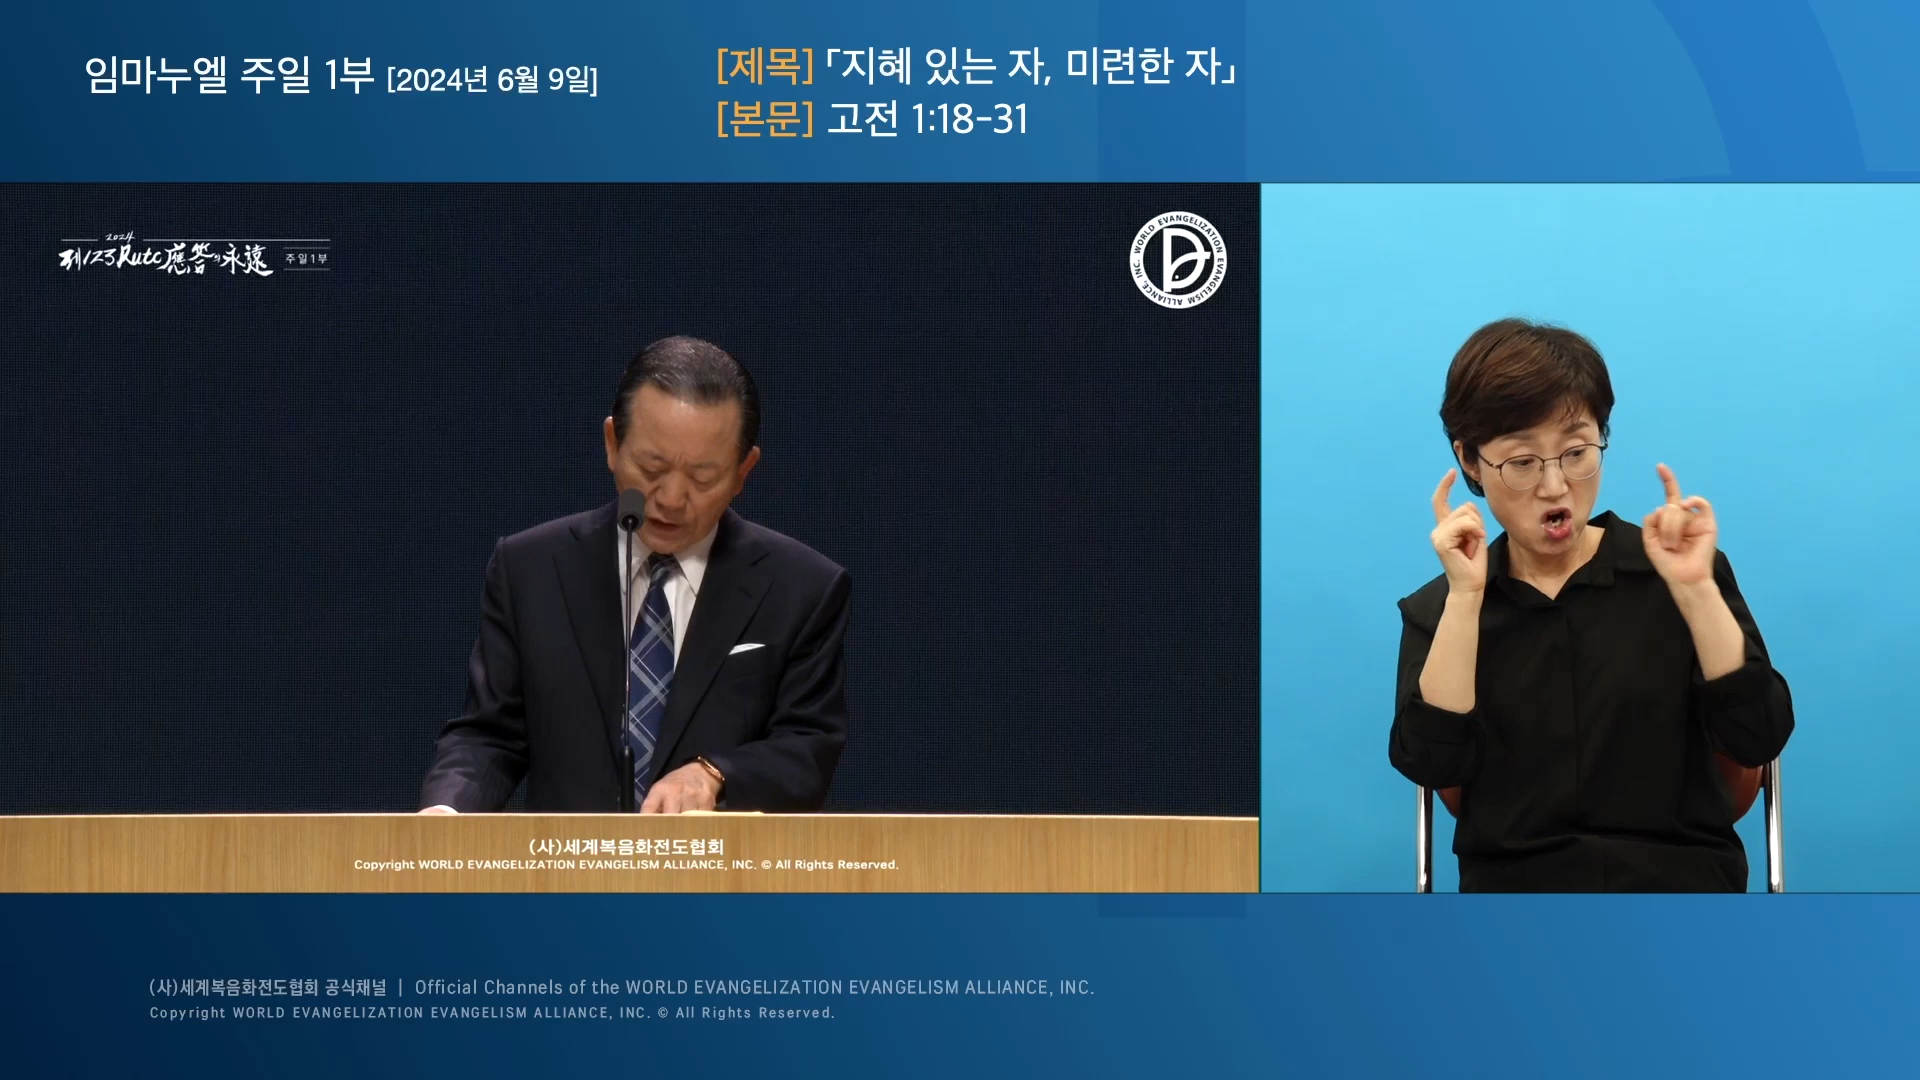 임마누엘 주일 1부 [2024년 6월 9일]
[제목] 「지혜 있는 자, 미련한 자」
[본문] 고전 1:18-31
2024
제123 Rutc 應答의 永遠 주일1부
WORLD EVANGELIZATION EVANGELISM ALLIANCE, INC.
(사)세계복음화전도협회
Copyright WORLD EVANGELIZATION EVANGELISM ALLIANCE, INC. © All Rights Reserved.
(사)세계복음화전도협회 공식채널 | Official Channels of the WORLD EVANGELIZATION EVANGELISM ALLIANCE, INC.
Copyright WORLD EVANGELIZATION EVANGELISM ALLIANCE, INC. © All Rights Reserved.